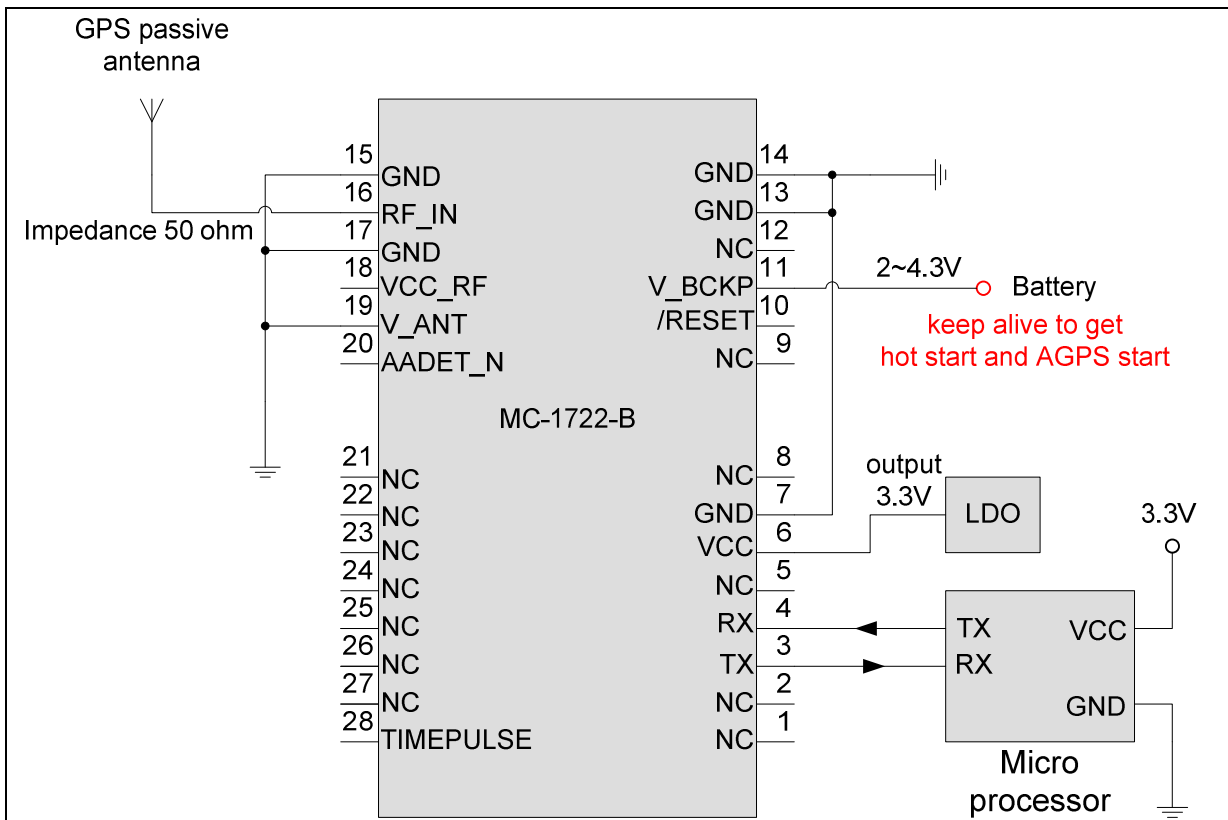 GPS passive
antenna
Impedance 50 ohm
15
GND
16
RF_IN
17
GND
18
VCC_RF
19
V_ANT
20
AADET_N
21
NC
22
NC
23
NC
24
NC
25
NC
26
NC
27
NC
28
TIMEPULSE
MC-1722-B
14
GND
13
GND
12
NC
11
V_BCKP
10
/RESET
9
NC
8
NC
7
GND
6
VCC
5
NC
4
RX
3
TX
2
NC
1
NC
2~4.3V
Battery
keep alive to get
hot start and AGPS start
output
3.3V
LDO
3.3V
TX
VCC
RX
GND
Micro
processor